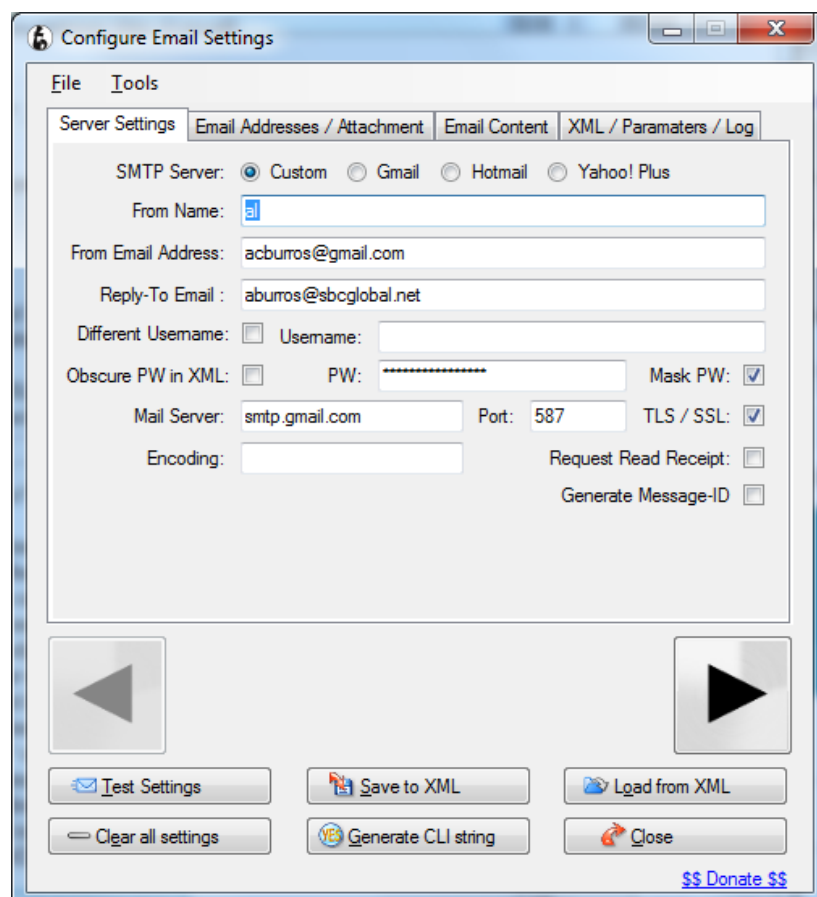 Configure Email Settings
File Tools
Server Settings Email Addresses / Attachment Email Content XML / Paramaters / Log
SMTP Server: Custom Gmail Hotmail Yahoo! Plus
From Name: al
From Email Address: acburros@gmail.com
Reply-To Email : aburros@sbcglobal.net
Different Username: Username:
Obscure PW in XML: PW: **************** Mask PW:
Mail Server: smtp.gmail.com Port: 587 TLS / SSL:
Encoding: Request Read Receipt:
Generate Message-ID
Test Settings Save to XML Load from XML
Clear all settings YES Generate CLI string Close
$$ Donate $$